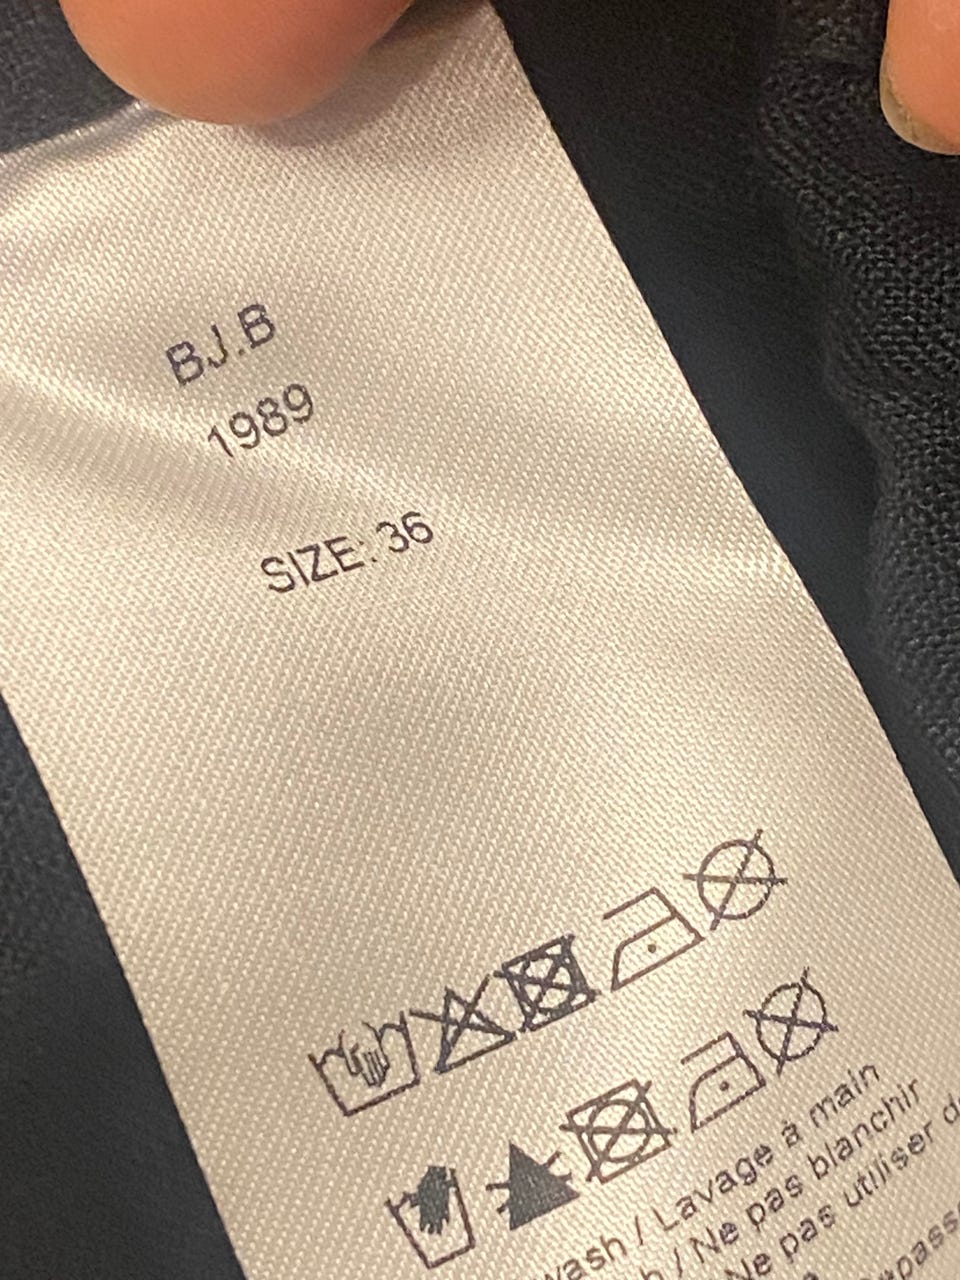 BJ.B
1989
SIZE: 36
wash / Lavage à main
/ Ne pas blanchir
Ne pas utiliser